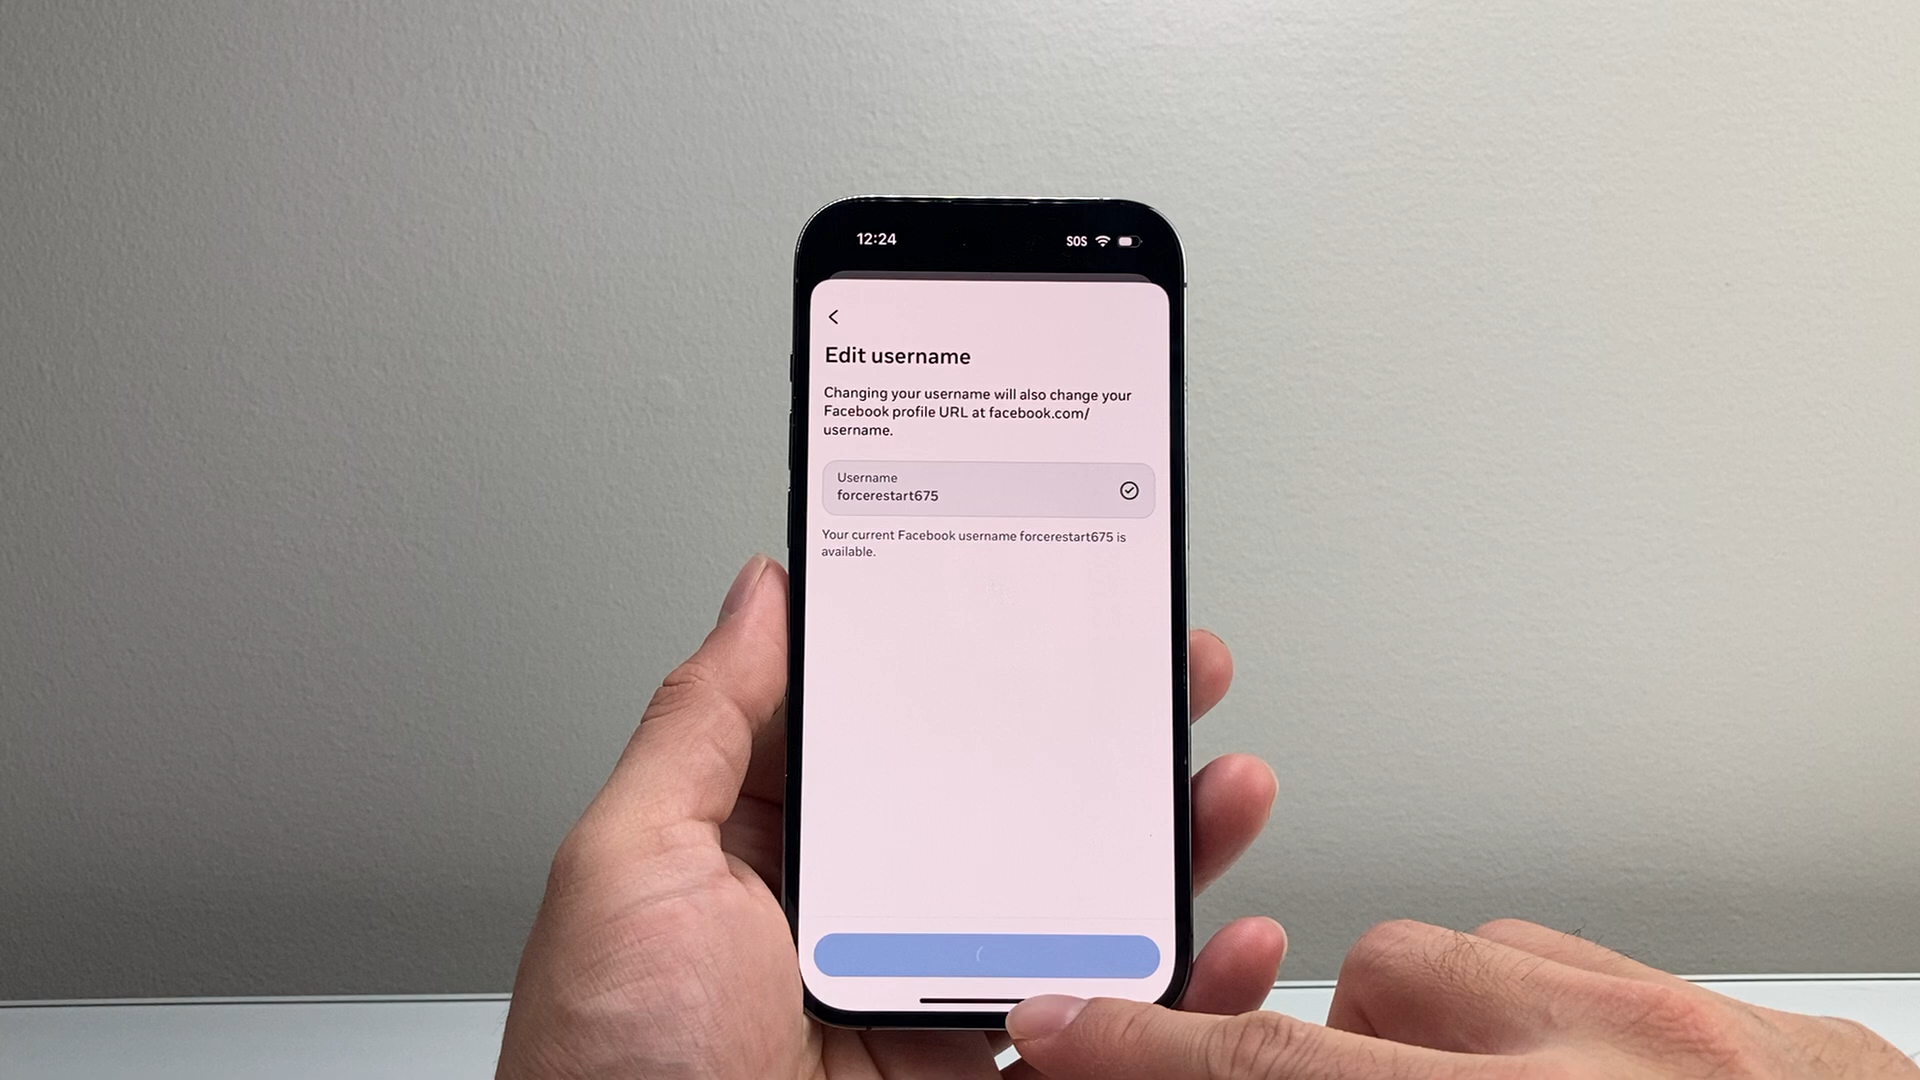 12:24
SOS
Edit username
Changing your username will also change your
Facebook profile URL at facebook.com/
username.
Username
forcerestart675
Your current Facebook username forcerestart675 is
available.